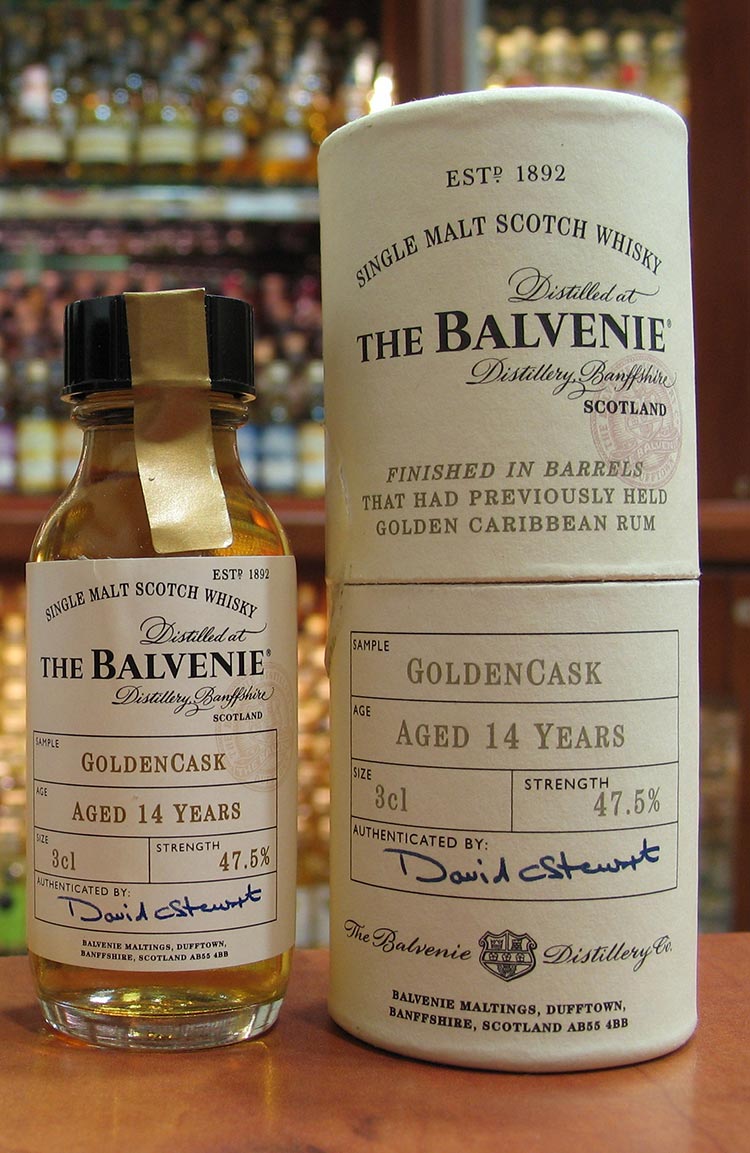 ESTD 1892
SINGLE MALT SCOTCH WHISKY
Distilled at
THE BALVENIE®
Distillery, Banffshire
SCOTLAND
SAMPLE
GOLDENCASK
AGE
AGED 14 YEARS
SIZE
3cl
STRENGTH
47.5%
AUTHENTICATED BY:
David C Stewart
BALVENIE MALTINGS, DUFFTOWN,
BANFFSHIRE, SCOTLAND AB55 4BB
ESTD 1892
SINGLE MALT SCOTCH WHISKY
Distilled at
THE BALVENIE®
Distillery, Banffshire
SCOTLAND
FINISHED IN BARRELS
THAT HAD PREVIOUSLY HELD
GOLDEN CARIBBEAN RUM
SAMPLE
GOLDENCASK
AGE
AGED 14 YEARS
SIZE
3cl
STRENGTH
47.5%
AUTHENTICATED BY:
David C Stewart
The Balvenie Distillery Co.
BALVENIE MALTINGS, DUFFTOWN,
BANFFSHIRE, SCOTLAND AB55 4BB